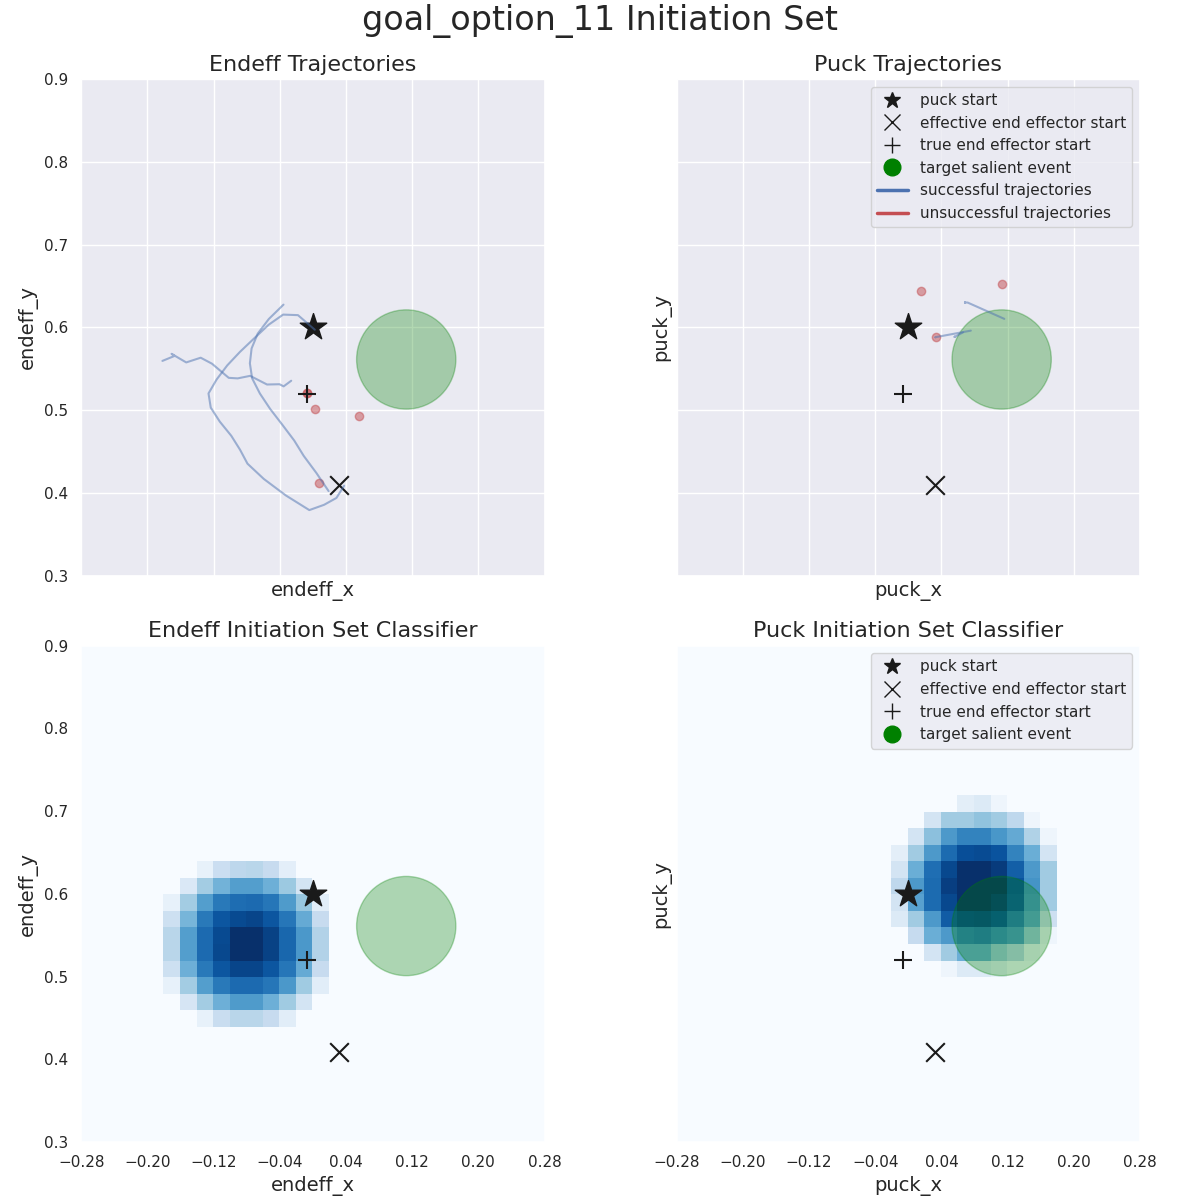 goal_option_11 Initiation Set
Endeff Trajectories
0.9
0.8
0.7
0.6
0.5
0.4
0.3
endeff_y
endeff_x
Puck Trajectories
puck start
effective end effector start
true end effector start
target salient event
successful trajectories
unsuccessful trajectories
puck_y
puck_x
Endeff Initiation Set Classifier
0.9
0.8
0.7
0.6
0.5
0.4
0.3
endeff_y
−0.28 −0.20 −0.12 −0.04 0.04 0.12 0.20 0.28
endeff_x
Puck Initiation Set Classifier
puck start
effective end effector start
true end effector start
target salient event
puck_y
−0.28 −0.20 −0.12 −0.04 0.04 0.12 0.20 0.28
puck_x